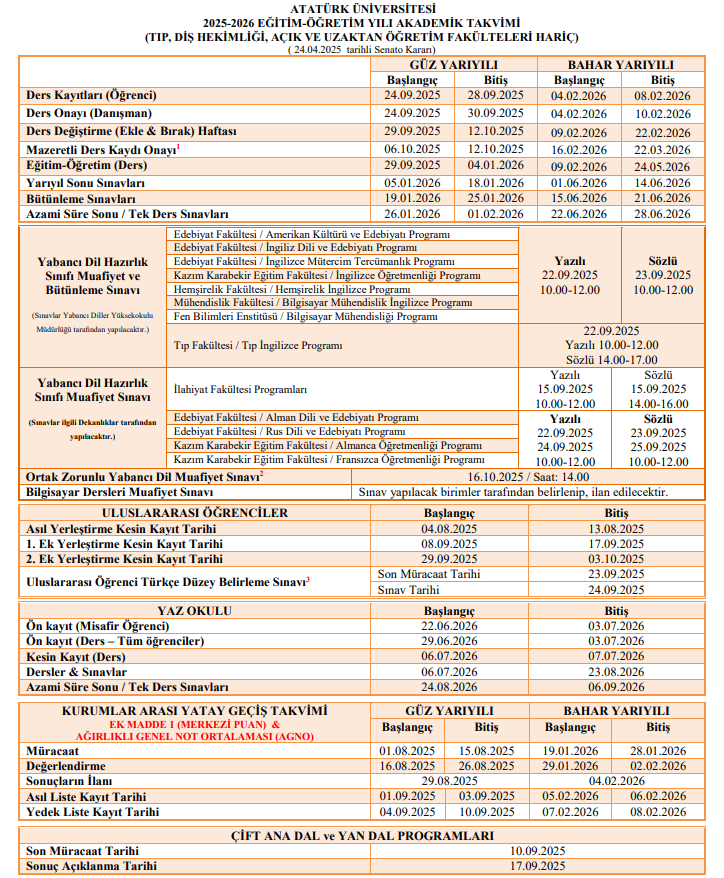 ATATÜRK ÜNİVERSİTESİ
2025-2026 EĞİTİM-ÖĞRETİM YILI AKADEMİK TAKVİMİ
(TIP, DİŞ HEKİMLİĞİ, AÇIK VE UZAKTAN ÖĞRETİM FAKÜLTELERİ HARİÇ)
( 24.04.2025 tarihli Senato Kararı)
GÜZ YARIYILI BAHAR YARIYILI
Başlangıç Bitiş Başlangıç Bitiş
Ders Kayıtları (Öğrenci) 24.09.2025 28.09.2025 04.02.2026 08.02.2026
Ders Onayı (Danışman) 24.09.2025 30.09.2025 04.02.2026 10.02.2026
Ders Değiştirme (Ekle & Bırak) Haftası 29.09.2025 12.10.2025 09.02.2026 22.02.2026
Mazeretli Ders Kaydı Onayı1 06.10.2025 12.10.2025 16.02.2026 22.03.2026
Eğitim-Öğretim (Ders) 29.09.2025 04.01.2026 09.02.2026 24.05.2026
Yarıyıl Sonu Sınavları 05.01.2026 18.01.2026 01.06.2026 14.06.2026
Bütünleme Sınavları 19.01.2026 25.01.2026 15.06.2026 21.06.2026
Azami Süre Sonu / Tek Ders Sınavları 26.01.2026 01.02.2026 22.06.2026 28.06.2026
Yabancı Dil Hazırlık
Sınıfı Muafiyet ve
Bütünleme Sınavı
(Sınavlar Yabancı Diller Yüksekokulu
Müdürlüğü tarafından yapılacaktır.)
Edebiyat Fakültesi / Amerikan Kültürü ve Edebiyatı Programı
Edebiyat Fakültesi / İngiliz Dili ve Edebiyatı Programı
Edebiyat Fakültesi / İngilizce Mütercim Tercümanlık Programı
Kazım Karabekir Eğitim Fakültesi / İngilizce Öğretmenliği Programı
Hemşirelik Fakültesi / Hemşirelik İngilizce Programı
Mühendislik Fakültesi / Bilgisayar Mühendislik İngilizce Programı
Fen Bilimleri Enstitüsü / Bilgisayar Mühendisliği Programı
Yazılı Sözlü
22.09.2025 23.09.2025
10.00-12.00 10.00-12.00
Tıp Fakültesi / Tıp İngilizce Programı
22.09.2025
Yazılı 10.00-12.00
Sözlü 14.00-17.00
Yabancı Dil Hazırlık
Sınıfı Muafiyet Sınavı
(Sınavlar ilgili Dekanlıklar tarafından
yapılacaktır.)
İlahiyat Fakültesi Programları
Yazılı Sözlü
15.09.2025 15.09.2025
10.00-12.00 14.00-16.00
Edebiyat Fakültesi / Alman Dili ve Edebiyatı Programı
Edebiyat Fakültesi / Rus Dili ve Edebiyatı Programı
Kazım Karabekir Eğitim Fakültesi / Almanca Öğretmenliği Programı
Kazım Karabekir Eğitim Fakültesi / Fransızca Öğretmenliği Programı
Yazılı Sözlü
22.09.2025 23.09.2025
24.09.2025 25.09.2025
10.00-12.00 10.00-12.00
Ortak Zorunlu Yabancı Dil Muafiyet Sınavı2 16.10.2025 / Saat: 14.00
Bilgisayar Dersleri Muafiyet Sınavı Sınav yapılacak birimler tarafından belirlenip, ilan edilecektir.
ULUSLARARASI ÖĞRENCİLER Başlangıç Bitiş
Asıl Yerleştirme Kesin Kayıt Tarihi 04.08.2025 13.08.2025
1. Ek Yerleştirme Kesin Kayıt Tarihi 08.09.2025 17.09.2025
2. Ek Yerleştirme Kesin Kayıt Tarihi 29.09.2025 03.10.2025
Uluslararası Öğrenci Türkçe Düzey Belirleme Sınavı3
Son Müracaat Tarihi 23.09.2025
Sınav Tarihi 24.09.2025
YAZ OKULU Başlangıç Bitiş
Ön kayıt (Misafir Öğrenci) 22.06.2026 03.07.2026
Ön kayıt (Ders – Tüm öğrenciler) 29.06.2026 03.07.2026
Kesin Kayıt (Ders) 06.07.2026 07.07.2026
Dersler & Sınavlar 06.07.2026 23.08.2026
Azami Süre Sonu / Tek Ders Sınavları 24.08.2026 06.09.2026
KURUMLAR ARASI YATAY GEÇİŞ TAKVİMİ GÜZ YARIYILI BAHAR YARIYILI
EK MADDE 1 (MERKEZİ PUAN) &
AĞIRLIKLI GENEL NOT ORTALAMASI (AGNO)
Başlangıç Bitiş Başlangıç Bitiş
Müracaat 01.08.2025 15.08.2025 19.01.2026 28.01.2026
Değerlendirme 16.08.2025 26.08.2025 29.01.2026 02.02.2026
Sonuçların İlanı 29.08.2025 04.02.2026
Asıl Liste Kayıt Tarihi 01.09.2025 03.09.2025 05.02.2026 06.02.2026
Yedek Liste Kayıt Tarihi 04.09.2025 10.09.2025 07.02.2026 08.02.2026
ÇİFT ANA DAL ve YAN DAL PROGRAMLARI
Son Müracaat Tarihi 10.09.2025
Sonuç Açıklanma Tarihi 17.09.2025